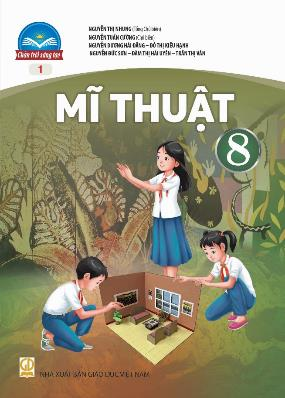 NGUYỄN THỊ NHUNG (Tổng Chủ biên)
NGUYỄN TUẤN CƯỜNG (Chủ biên)
NGUYỄN DƯƠNG HẢI ĐĂNG – ĐỖ THỊ KIỀU HẠNH
NGUYỄN ĐỨC SƠN – ĐÀM THỊ HẢI UYÊN – TRẦN THỊ VÂN
Chân trời sáng tạo
1
MĨ THUẬT
8
NHÀ XUẤT BẢN GIÁO DỤC VIỆT NAM